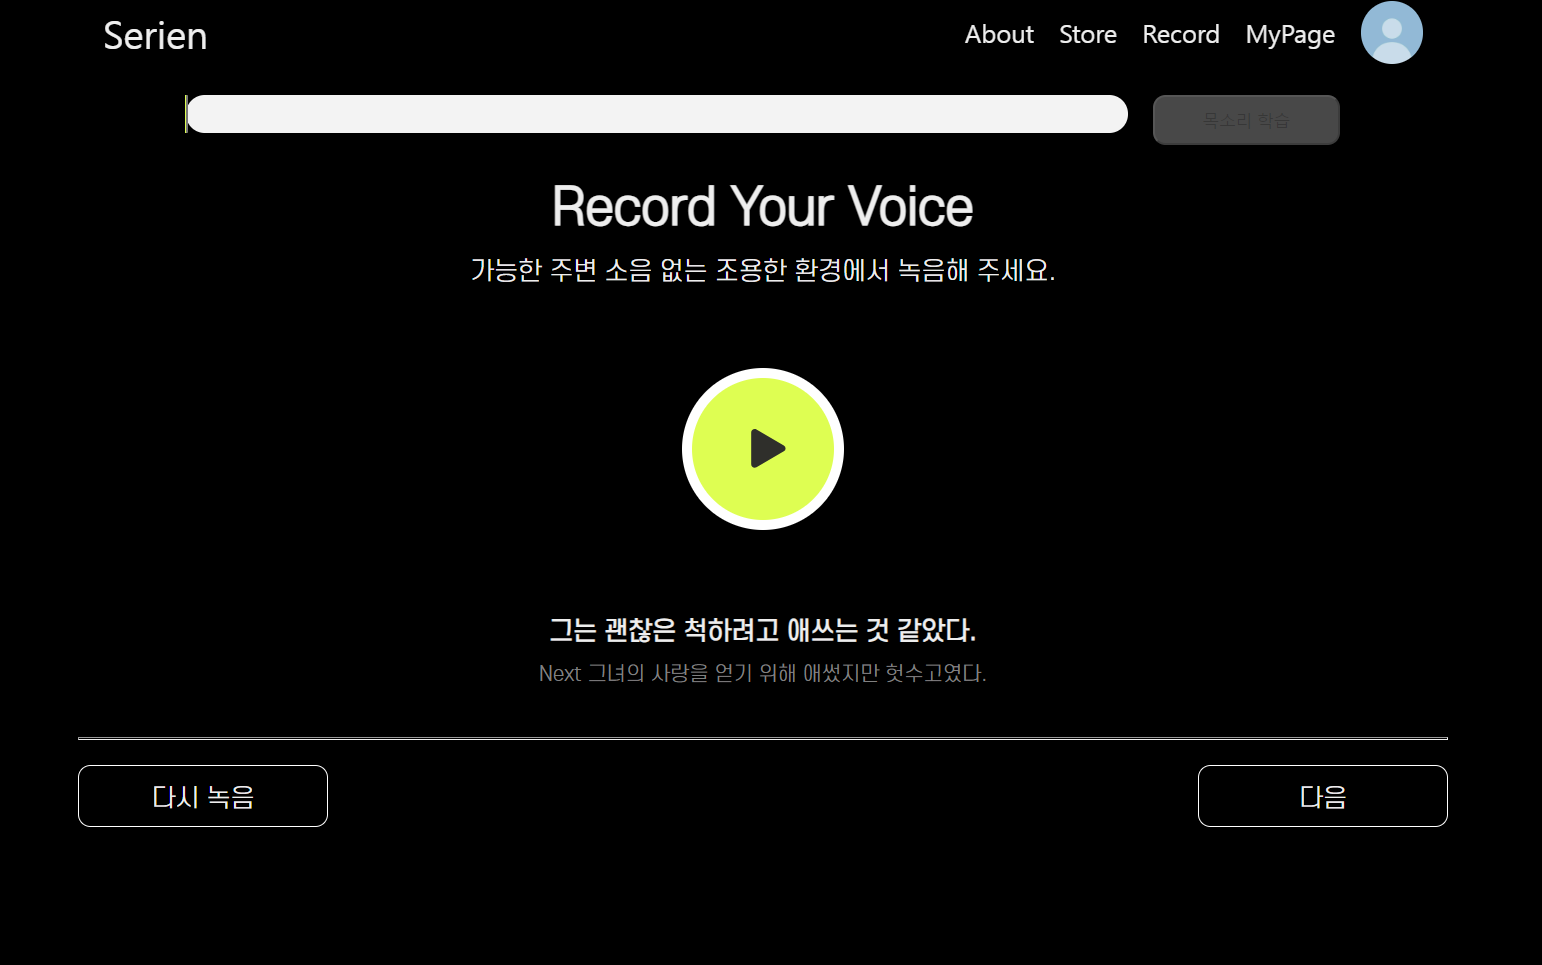 Serien
About Store Record MyPage
목소리 학습
Record Your Voice
가능한 주변 소음 없는 조용한 환경에서 녹음해 주세요.
그는 괜찮은 척하려고 애쓰는 것 같았다.
Next 그녀의 사랑을 얻기 위해 애썼지만 헛수고였다.
다시 녹음
다음